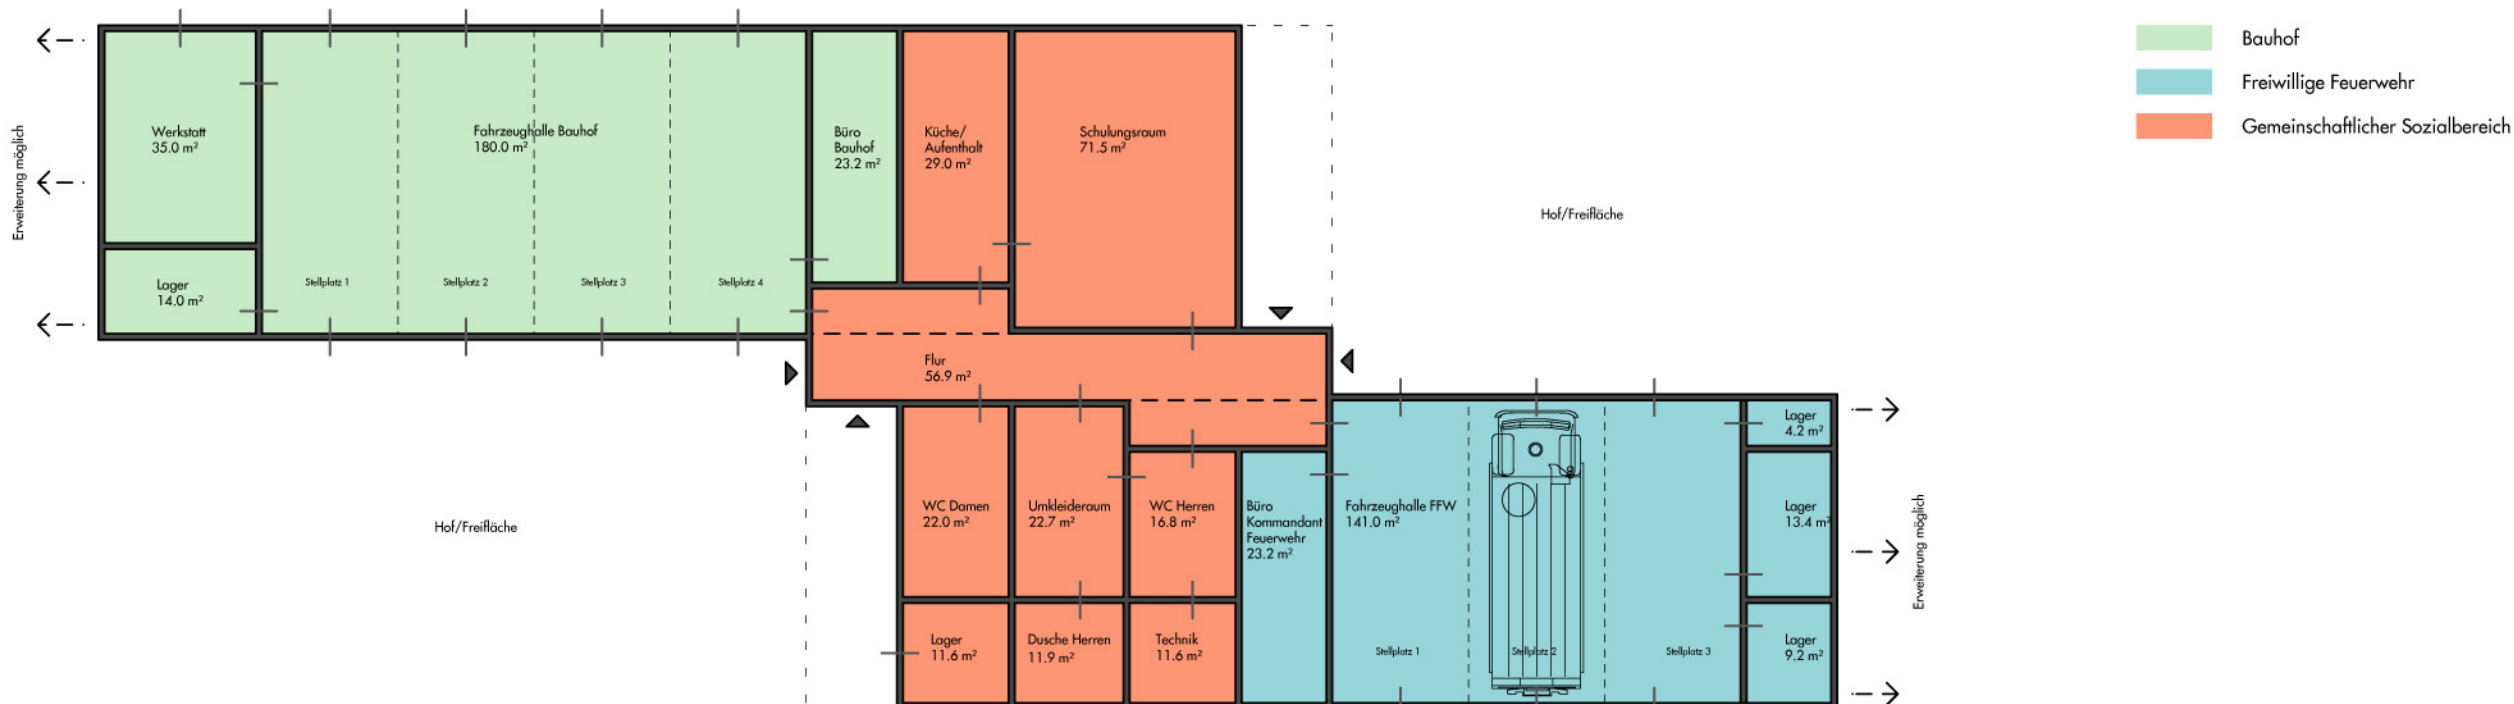 Bauhof
Freiwillige Feuerwehr
Gemeinschaftlicher Sozialbereich
Erweiterung möglich
Werkstatt
35.0 m²
Fahrzeughalle Bauhof
180.0 m²
Büro
Bauhof
23.2 m²
Küche/
Aufenthalt
29.0 m²
Schulungsraum
71.5 m²
Hof/Freifläche
Lager
14.0 m²
Stellplatz 1
Stellplatz 2
Stellplatz 3
Stellplatz 4
Flur
56.9 m²
Hof/Freifläche
WC Damen
22.0 m²
Umkleideraum
22.7 m²
WC Herren
16.8 m²
Büro
Kommandant
Feuerwehr
23.2 m²
Fahrzeughalle FFW
141.0 m²
Lager
4.2 m²
Lager
13.4 m²
Erweiterung möglich
Lager
11.6 m²
Dusche Herren
11.9 m²
Technik
11.6 m²
Stellplatz 1
Stellplatz 2
Stellplatz 3
Lager
9.2 m²